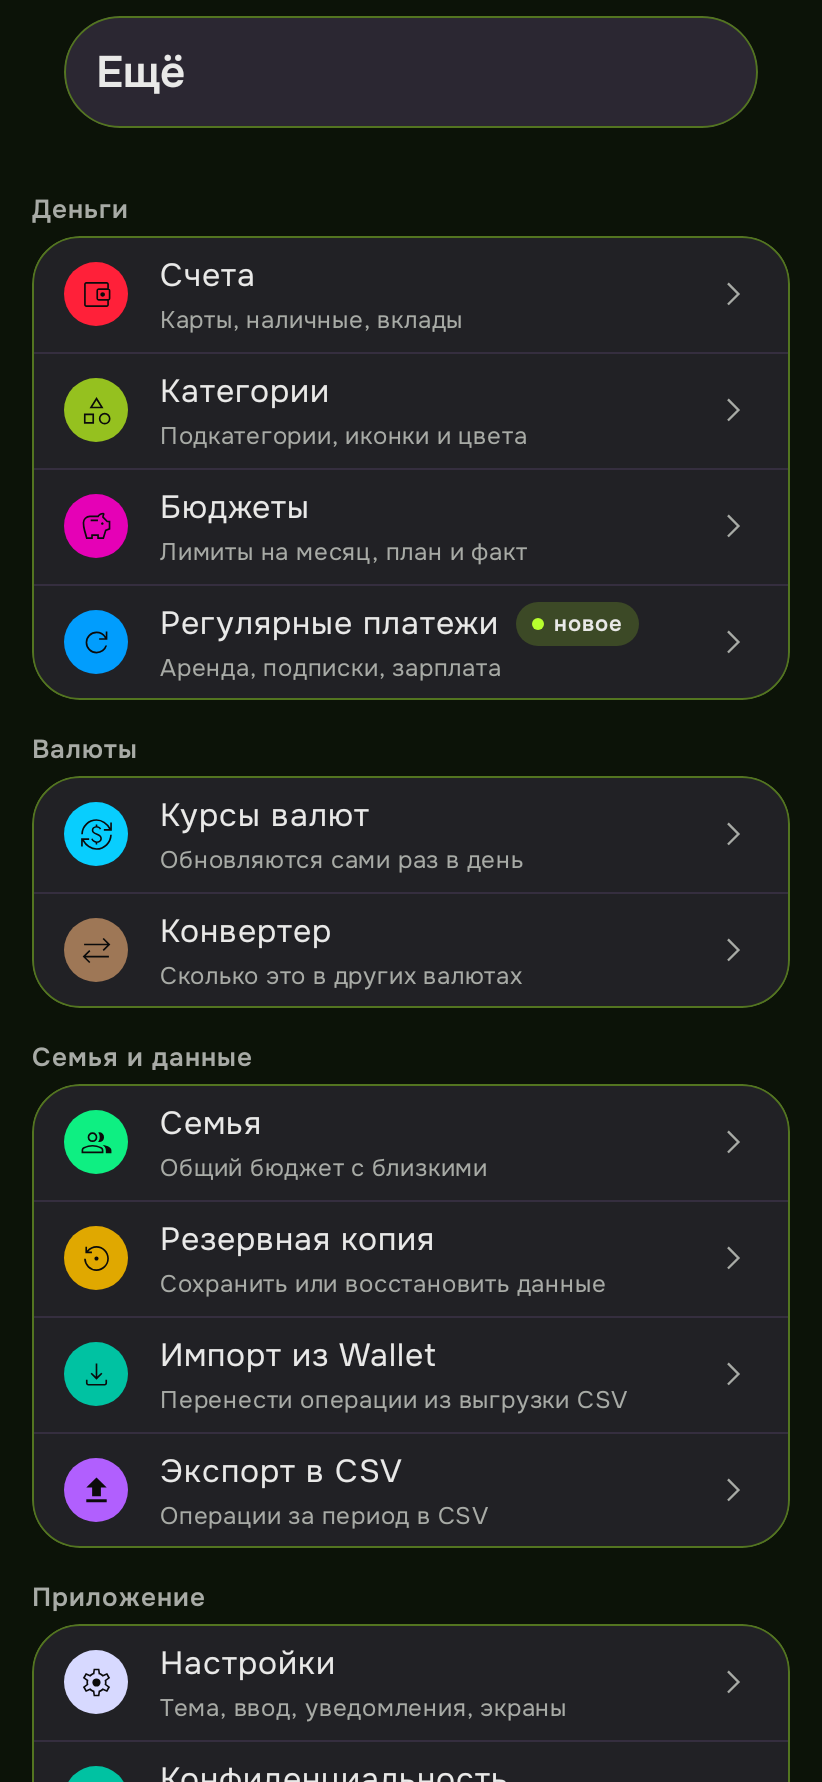 Ещё
Деньги
Счета
Карты, наличные, вклады
Категории
Подкатегории, иконки и цвета
Бюджеты
Лимиты на месяц, план и факт
Регулярные платежи новое
Аренда, подписки, зарплата
Валюты
Курсы валют
Обновляются сами раз в день
Конвертер
Сколько это в других валютах
Семья и данные
Семья
Общий бюджет с близкими
Резервная копия
Сохранить или восстановить данные
Импорт из Wallet
Перенести операции из выгрузки CSV
Экспорт в CSV
Операции за период в CSV
Приложение
Настройки
Тема, ввод, уведомления, экраны
Конфиденциальность